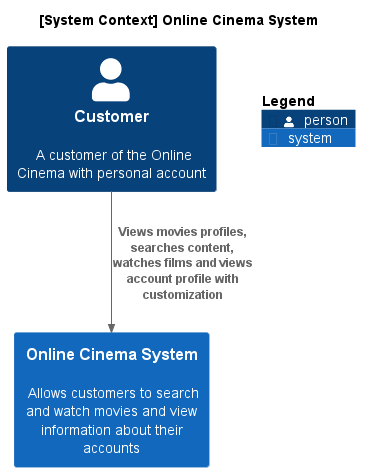 [System Context] Online Cinema System
Customer
A customer of the Online
Cinema with personal account
Legend
person
system
Views movies profiles,
searches content,
watches films and views
account profile with
customization
Online Cinema System
Allows customers to search
and watch movies and view
information about their
accounts